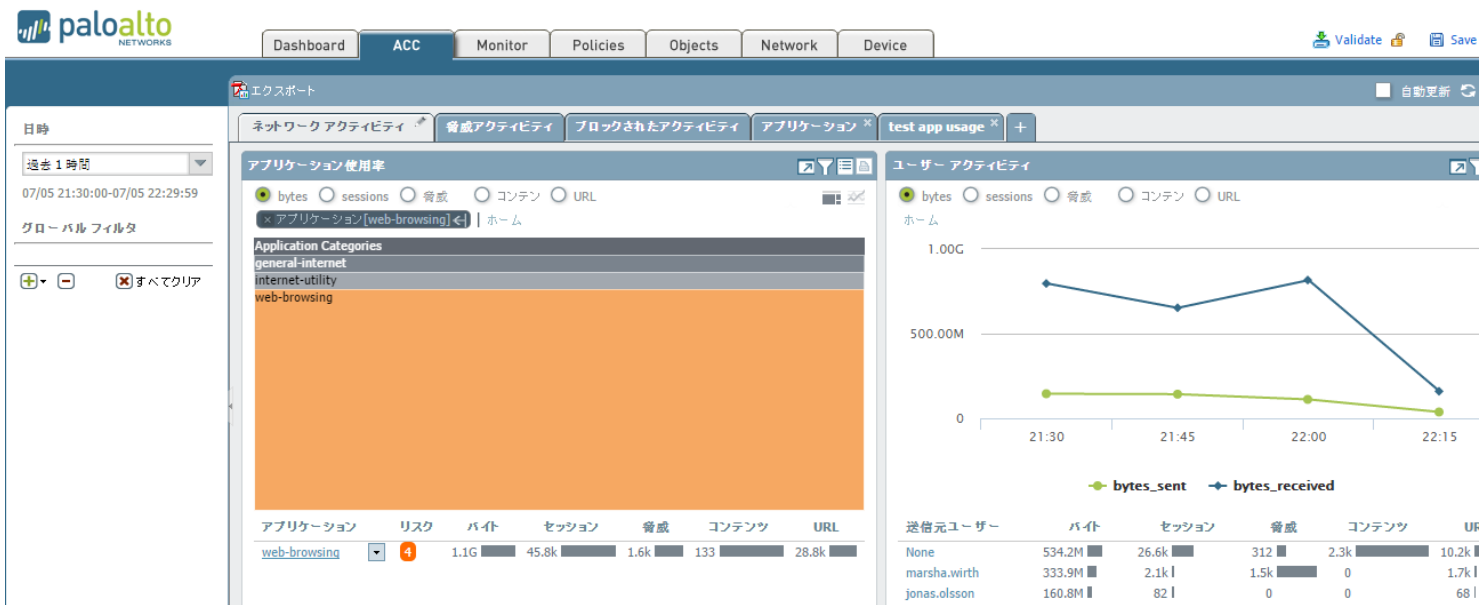 paloalto
NETWORKS
Dashboard ACC Monitor Policies Objects Network Device
Validate Save
エクスポート
自動更新
ネットワーク アクティビティ 脅威アクティビティ ブロックされたアクティビティ アプリケーション × test app usage × +
日時
過去 1 時間
07/05 21:30:00-07/05 22:29:59
グローバル フィルタ
すべてクリア
アプリケーション使用率
bytes sessions 脅威 コンテン URL
× アプリケーション[web-browsing] | ホーム
Application Categories
general-internet
internet-utility
web-browsing
アプリケーション リスク バイト セッション 脅威 コンテンツ URL
web-browsing 4 1.1G 45.8k 1.6k 133 28.8k
ユーザー アクティビティ
bytes sessions 脅威 コンテン URL
ホーム
1.00G
500.00M
0
21:30 21:45 22:00 22:15
bytes_sent bytes_received
送信元ユーザー バイト セッション 脅威 コンテンツ UR
None 534.2M 26.6k 312 2.3k 10.2k
marsha.wirth 333.9M 2.1k 1.5k 0 1.7k
jonas.olsson 160.8M 82 0 0 68